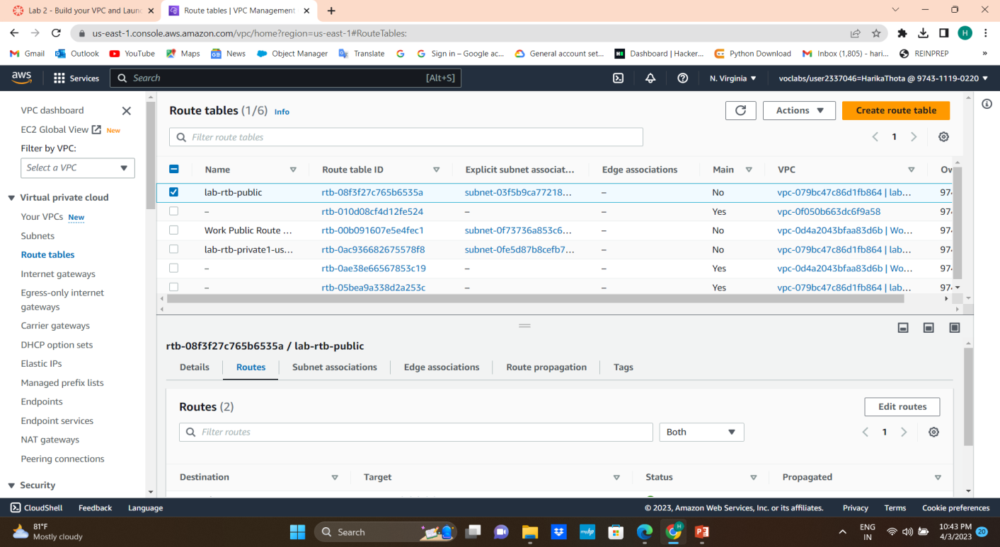 Lab 2 - Build your VPC and Laun
Route tables | VPC Management
us-east-1.console.aws.amazon.com/vpc/home?region=us-east-1#RouteTables:
Gmail Outlook YouTube Maps News Object Manager Translate Sign in – Google ac... General account set... Dashboard | Hacker... Python Download Inbox (1,805) - hari... REINPREP »
aws Services Search [Alt+S] N. Virginia voclabs/user2337046=HarikaThota @ 9743-1119-0220
VPC dashboard
EC2 Global View New
Filter by VPC:
Select a VPC
Virtual private cloud
Your VPCs New
Subnets
Route tables
Internet gateways
Egress-only internet
gateways
Carrier gateways
DHCP option sets
Elastic IPs
Managed prefix lists
Endpoints
Endpoint services
NAT gateways
Peering connections
Security
Route tables (1/6) Info
Actions
Create route table
Filter route tables
1
Name Route table ID Explicit subnet associat... Edge associations Main VPC Ov
lab-rtb-public rtb-08f3f27c765b6535a subnet-03f5b9ca77218... – No vpc-079bc47c86d1fb864 | lab... 974
– rtb-010d08cf4d12fe524 – – Yes vpc-0f050b663dc6f9a58 974
Work Public Route ... rtb-00b091607e5e4fec1 subnet-0f73736a853c6... – No vpc-0d4a2043bfaa83d6b | Wo... 974
lab-rtb-private1-us... rtb-0ac936682675578f8 subnet-0fe5d87b8cefb7... – No vpc-079bc47c86d1fb864 | lab... 974
– rtb-0ae38e66567853c19 – – Yes vpc-0d4a2043bfaa83d6b | Wo... 974
– rtb-05bea9a338d2a253c – – Yes vpc-079bc47c86d1fb864 | lab... 974
rtb-08f3f27c765b6535a / lab-rtb-public
Details Routes Subnet associations Edge associations Route propagation Tags
Routes (2)
Edit routes
Filter routes
Both
1
Destination Target Status Propagated
CloudShell Feedback Language © 2023, Amazon Web Services, Inc. or its affiliates. Privacy Terms Cookie preferences
81°F
Mostly cloudy
Search
ENG
IN
10:43 PM
4/3/2023
20